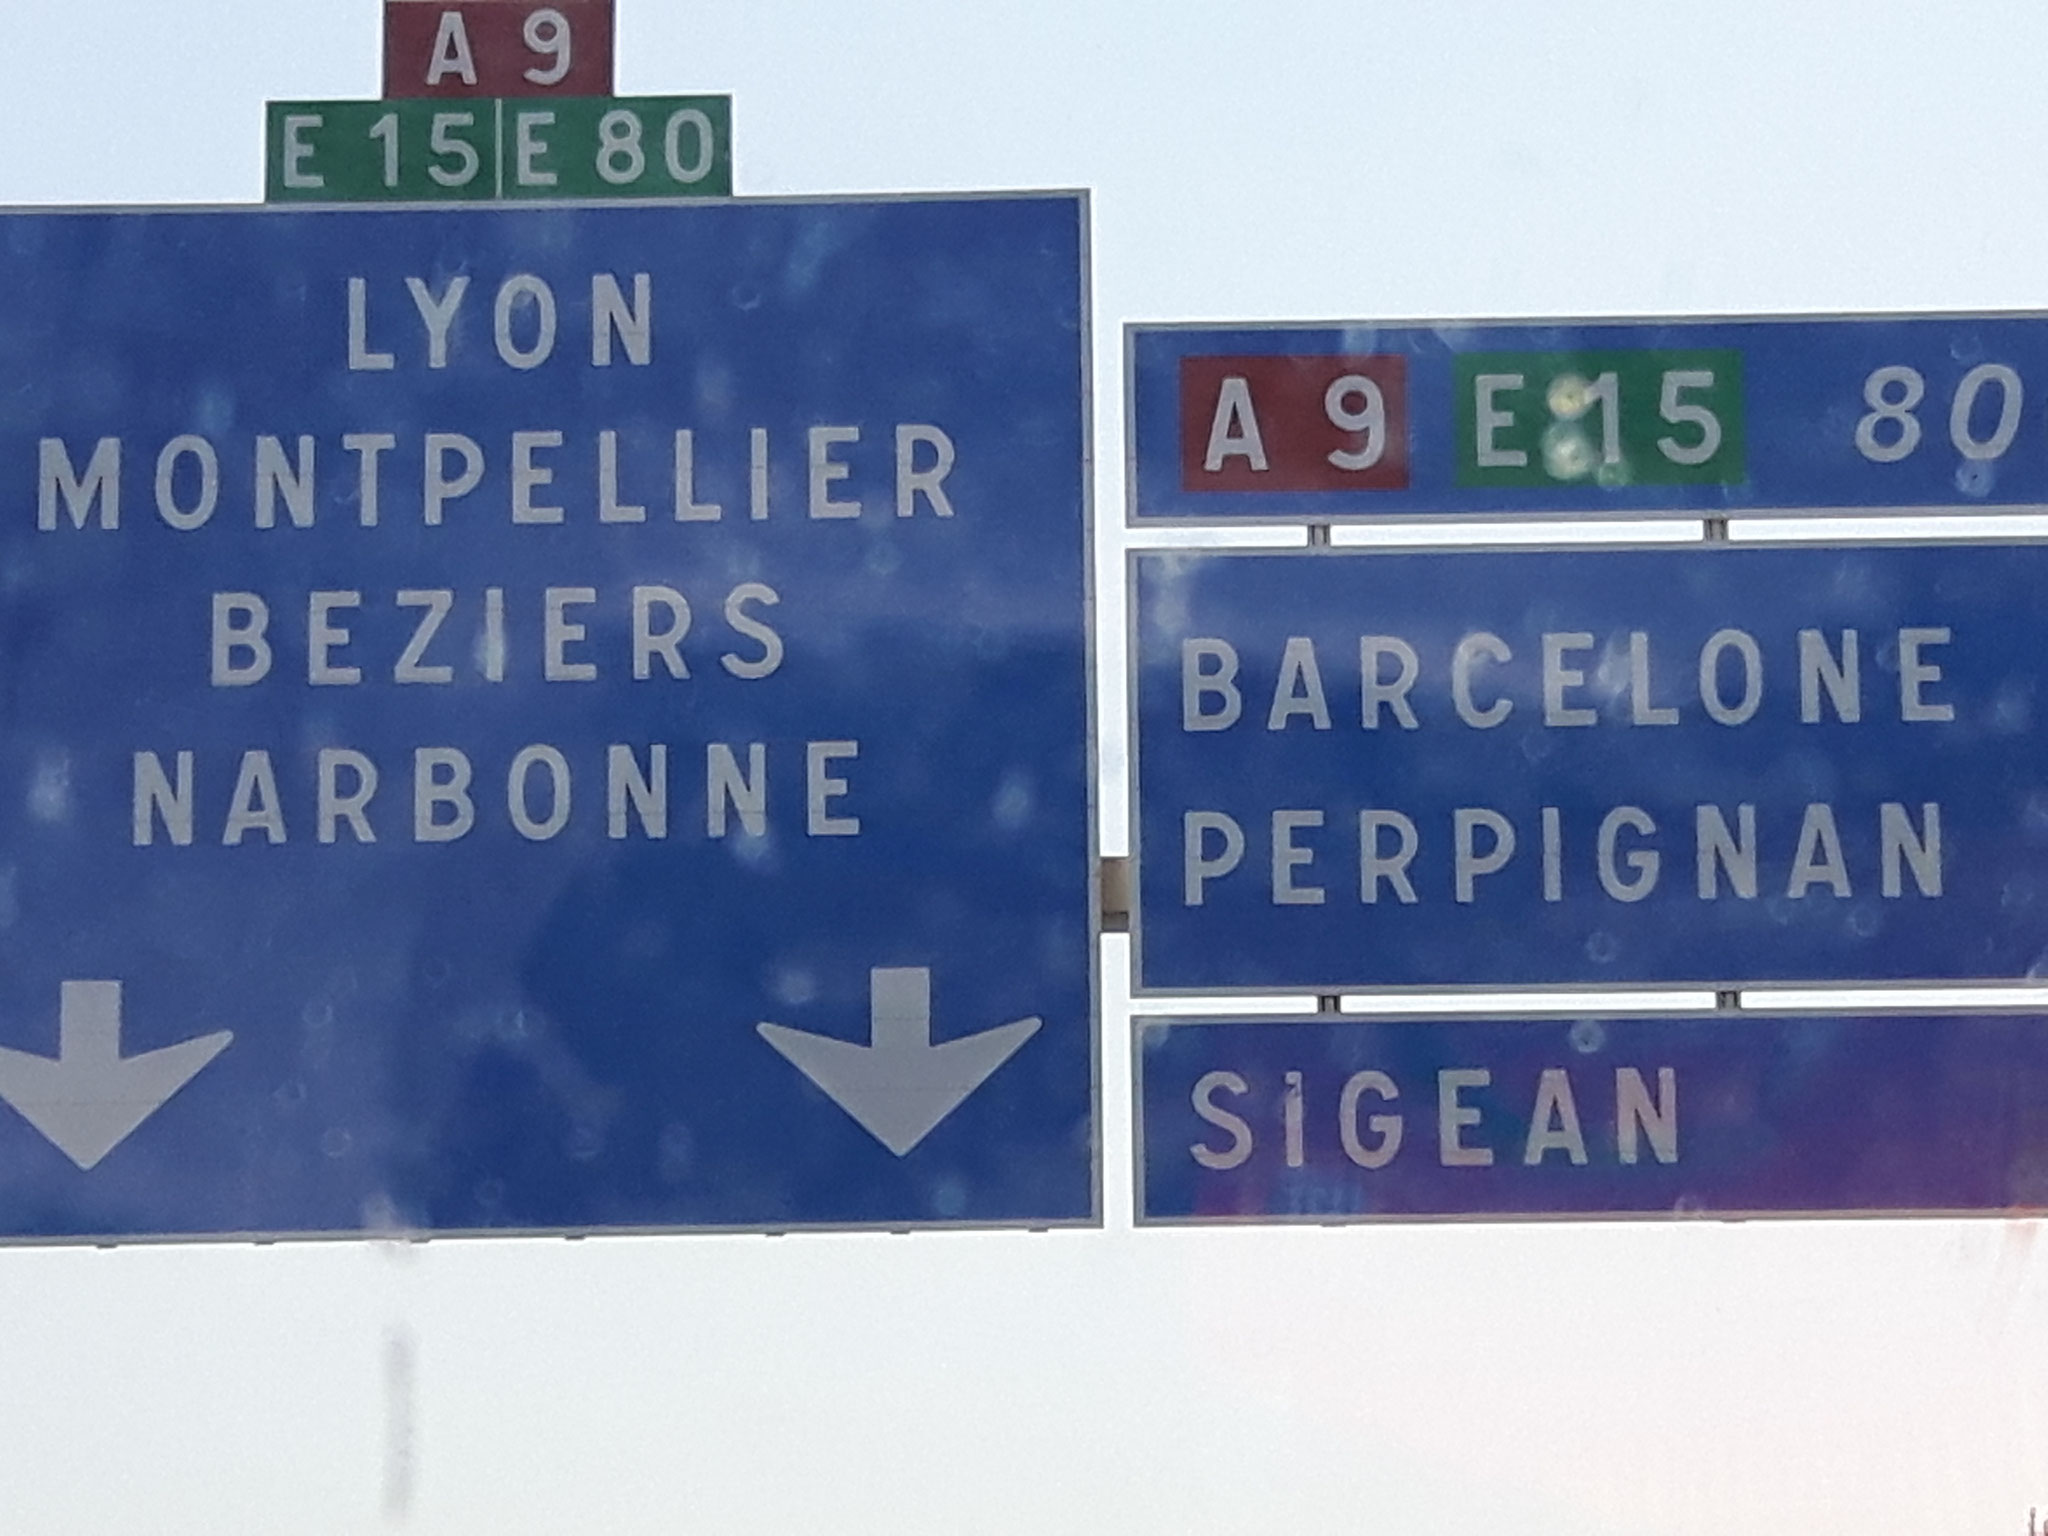 A 9
E 15 E 80
LYON
MONTPELLIER
BEZIERS
NARBONNE
A 9 E 15 80
BARCELONE
PERPIGNAN
SIGEAN